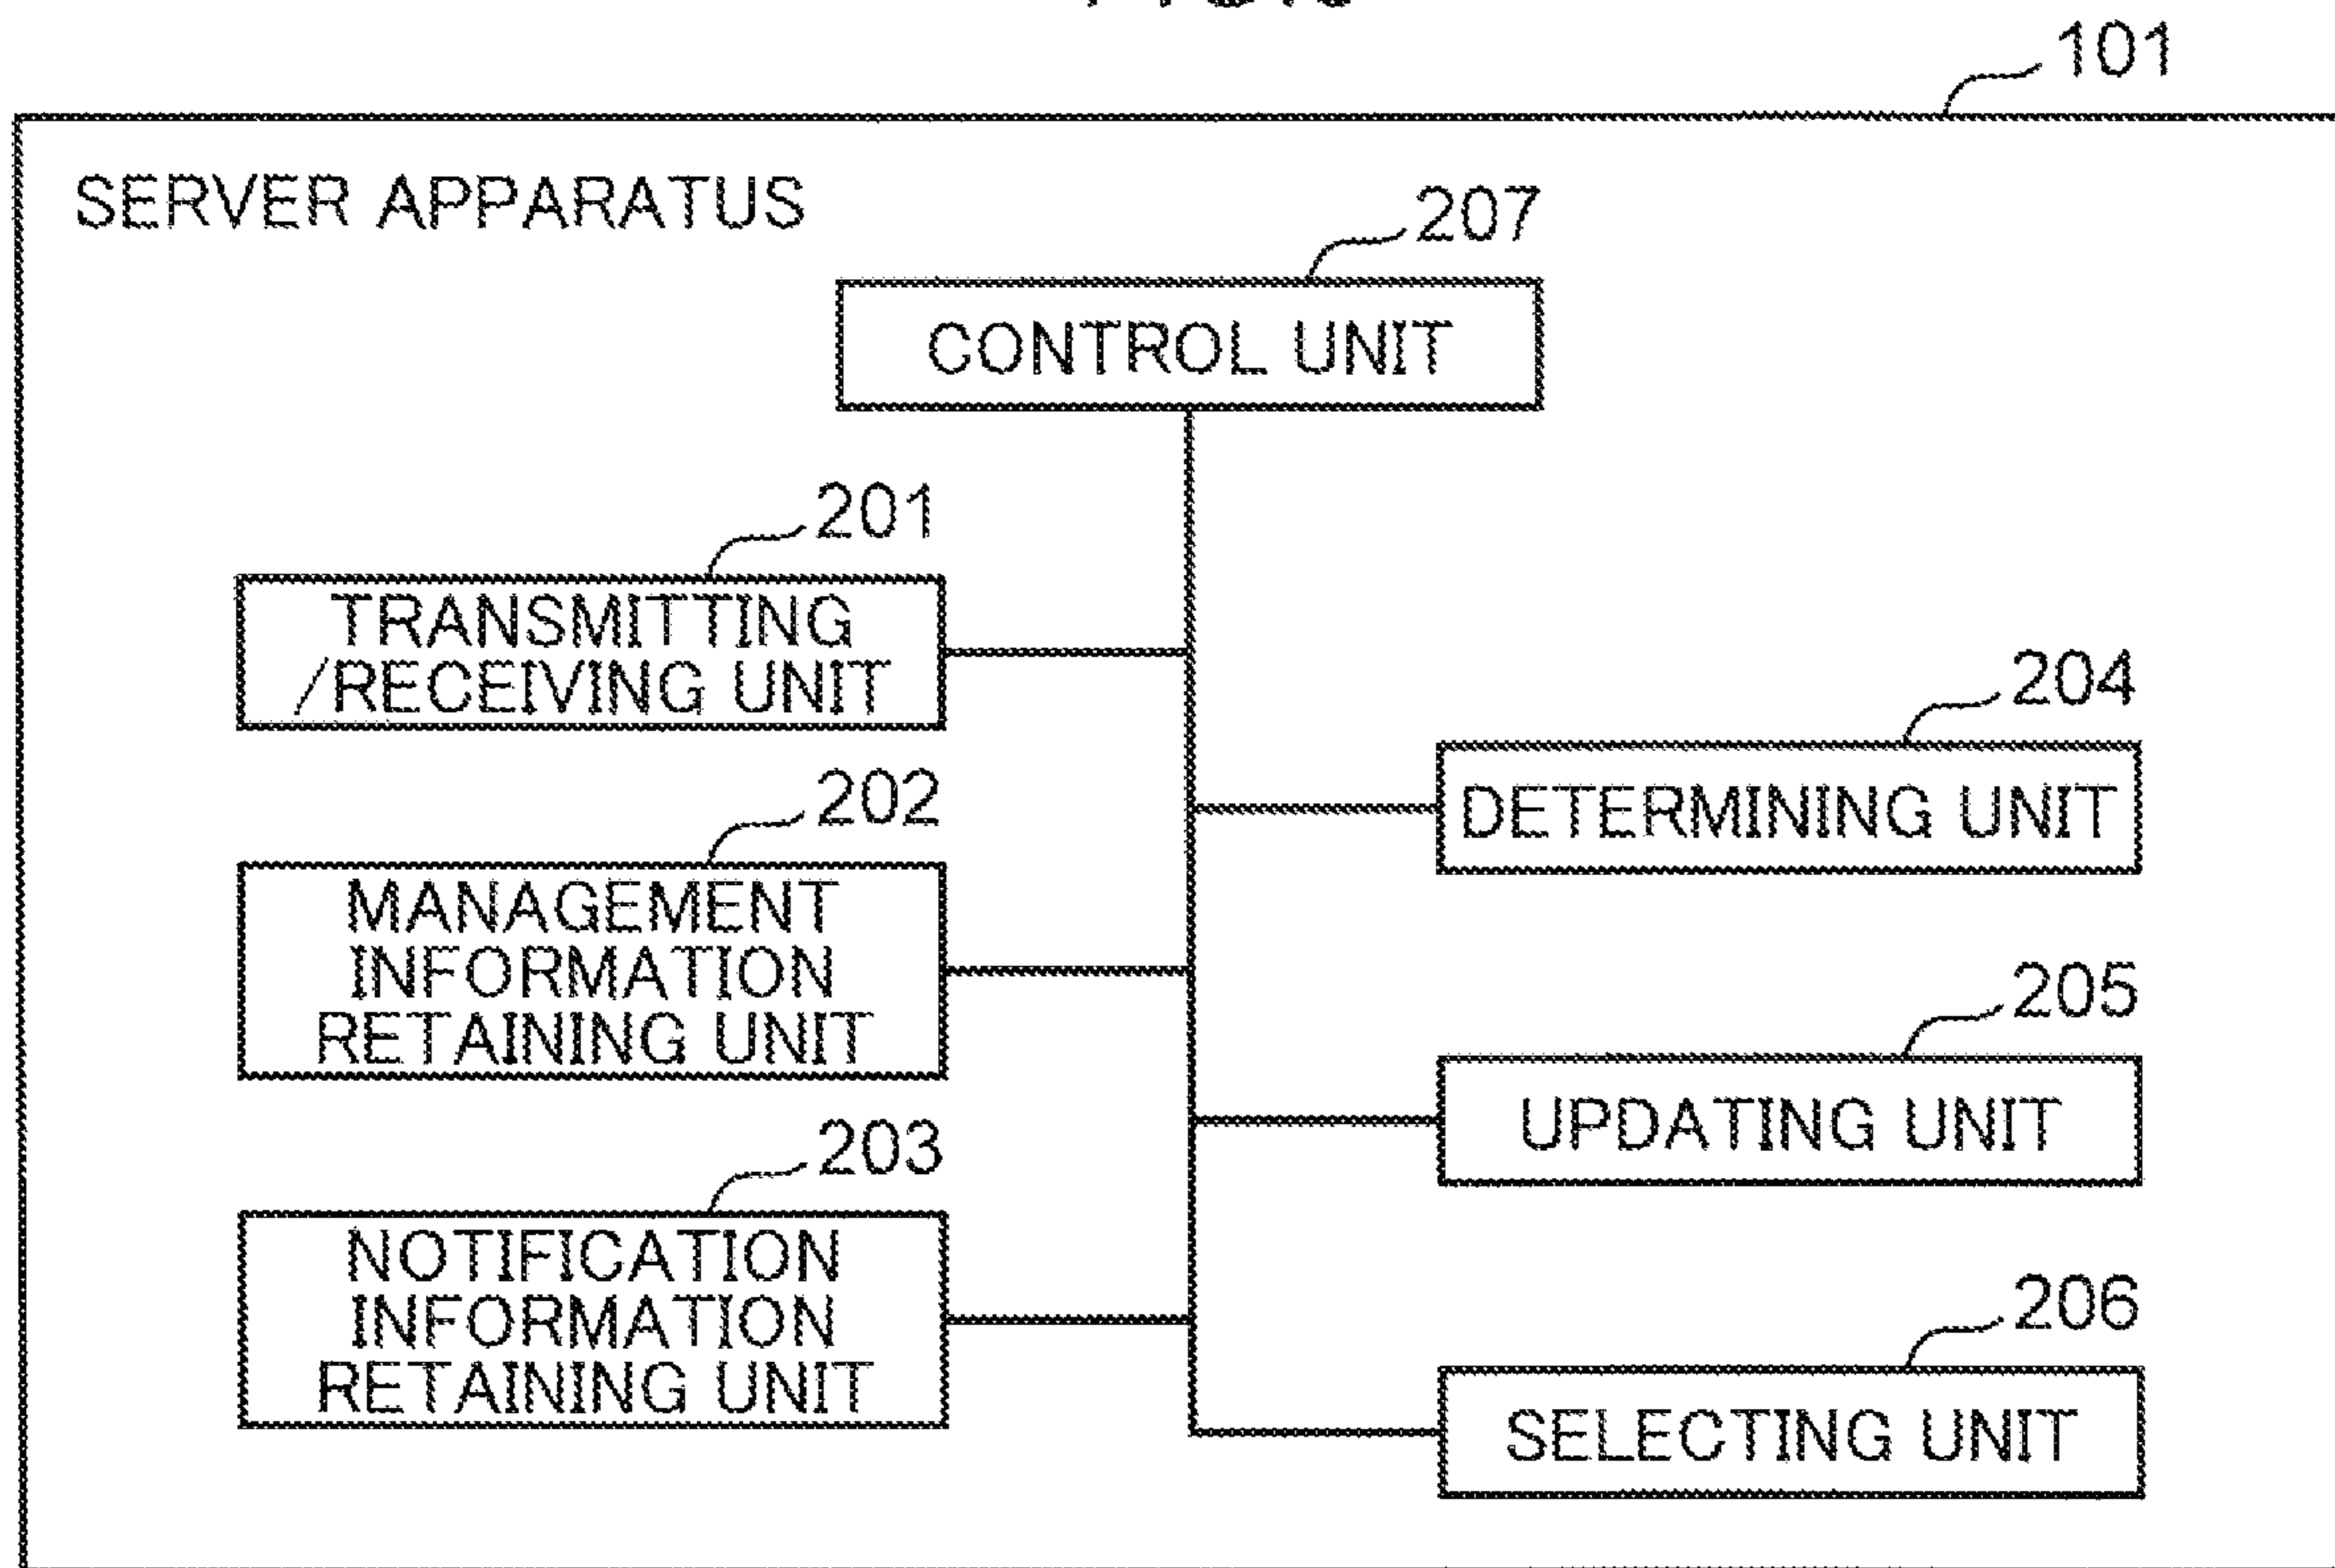 101
SERVER APPARATUS
207
CONTROL UNIT
201
TRANSMITTING
/RECEIVING UNIT
204
DETERMINING UNIT
202
MANAGEMENT
INFORMATION
RETAINING UNIT
205
UPDATING UNIT
203
NOTIFICATION
INFORMATION
RETAINING UNIT
206
SELECTING UNIT